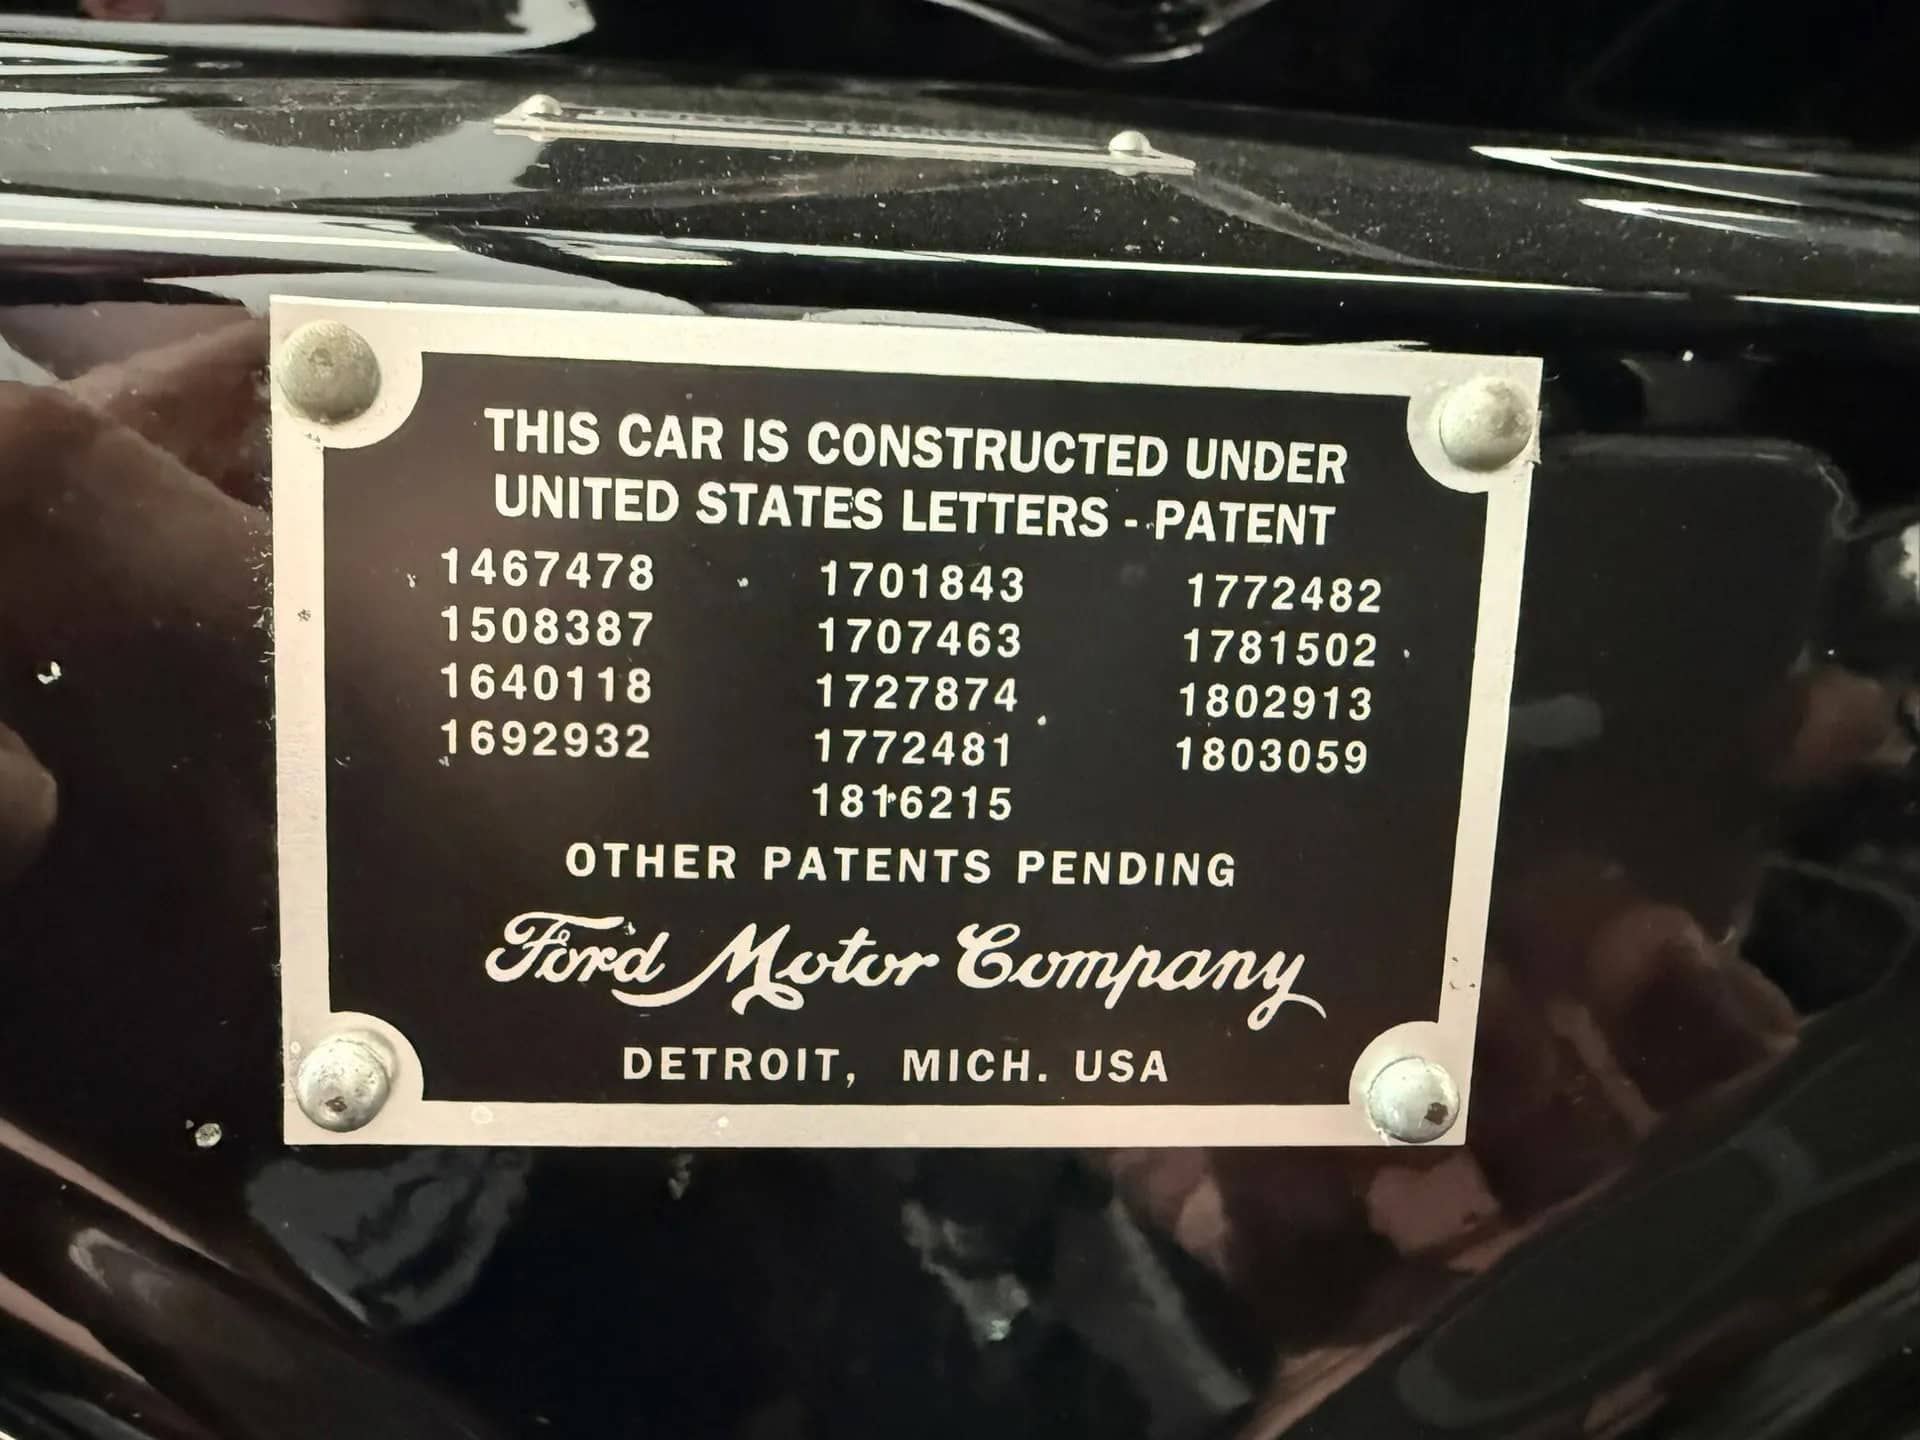 THIS CAR IS CONSTRUCTED UNDER
UNITED STATES LETTERS - PATENT
1467478 1701843 1772482
1508387 1707463 1781502
1640118 1727874 1802913
1692932 1772481 1803059
1816215
OTHER PATENTS PENDING
Ford Motor Company
DETROIT, MICH. USA